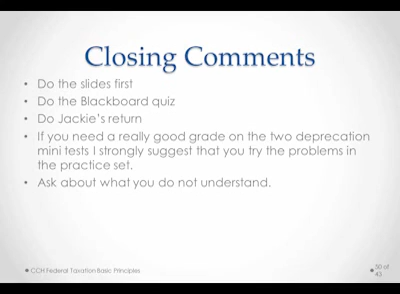 Closing Comments
• Do the slides first
• Do the Blackboard quiz
• Do Jackie's return
• If you need a really good grade on the two deprecation
mini tests I strongly suggest that you try the problems in
the practice set.
• Ask about what you do not understand.
• CCH Federal Taxation Basic Principles
• 50 of
43